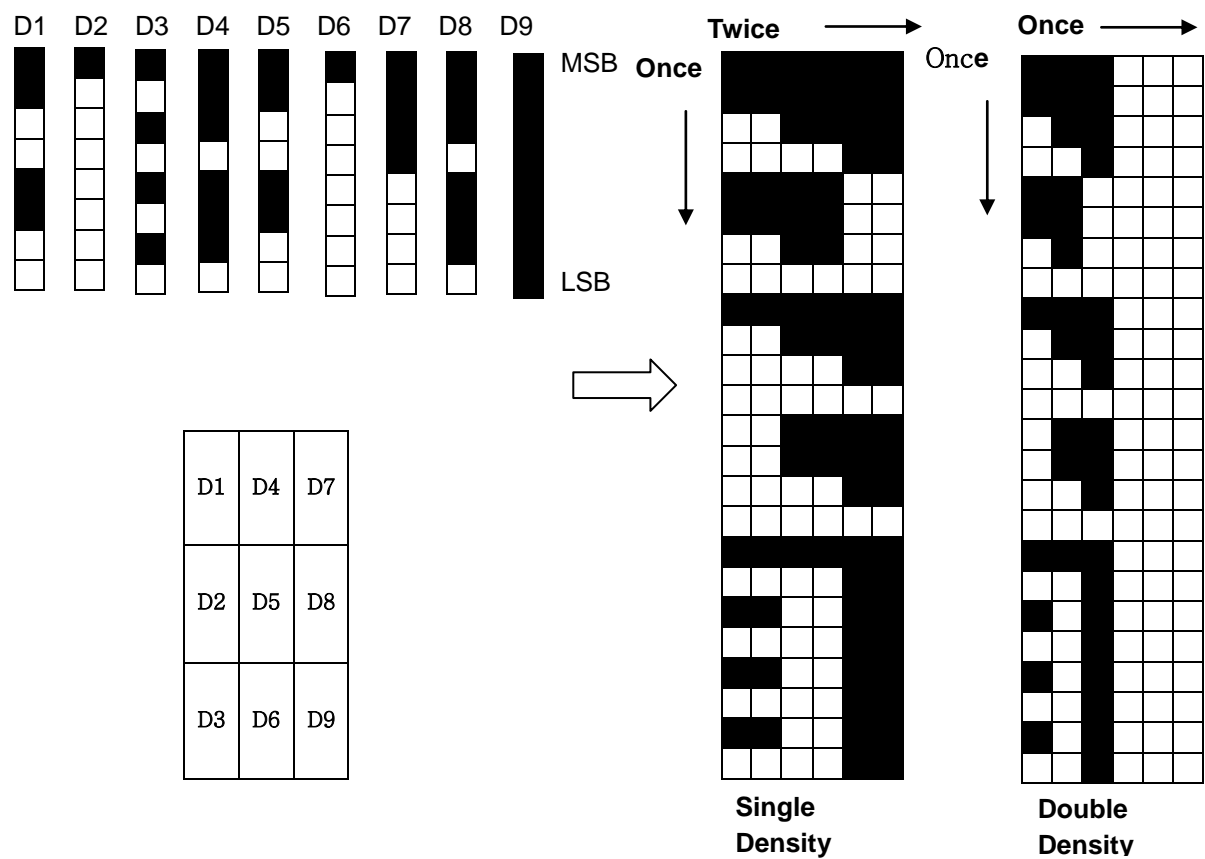 D1 D2 D3 D4 D5 D6 D7 D8 D9
MSB
LSB
Twice
Once
Once
Once
D1 D4 D7
D2 D5 D8
D3 D6 D9
Single
Density
Double
Density